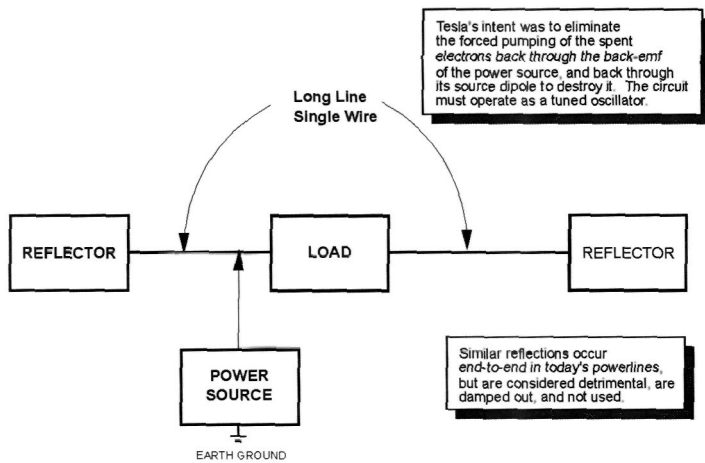 Tesla's intent was to eliminate
the forced pumping of the spent
electrons back through the back-emf
of the power source, and back through
its source dipole to destroy it. The circuit
must operate as a tuned oscillator.
Long Line
Single Wire
REFLECTOR
LOAD
REFLECTOR
POWER
SOURCE
EARTH GROUND
Similar reflections occur
end-to-end in today's powerlines,
but are considered detrimental, are
damped out, and not used.